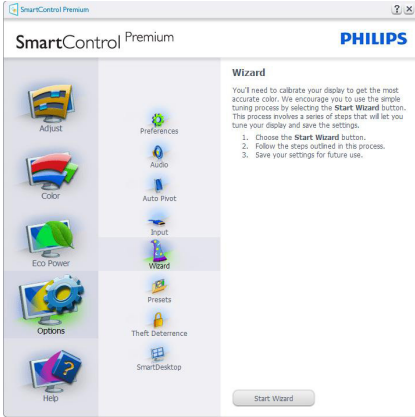 SmartControl Premium
? X
SmartControl Premium
PHILIPS
Adjust
Color
Eco Power
Options
Help
Preferences
Audio
Auto Pivot
Input
Wizard
Presets
Theft Deterrence
SmartDesktop
Wizard
You'll need to calibrate your display to get the most
accurate color. We encourage you to use the simple
tuning process by selecting the Start Wizard button.
This process involves a series of steps that will let you
tune your display and save the settings.
1. Choose the Start Wizard button.
2. Follow the steps outlined in this process.
3. Save your settings for future use.
Start Wizard